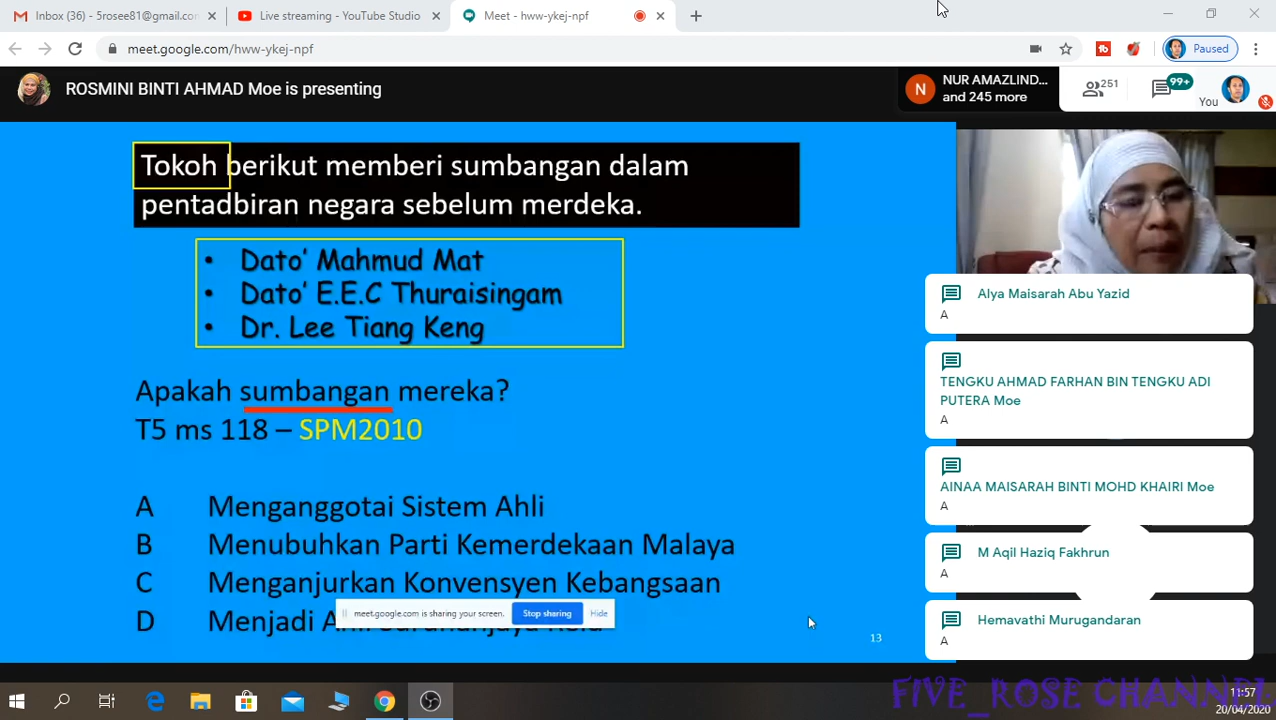 Inbox (36) - 5rosee81@gmail.con
Live streaming - YouTube Studio
Meet - hww-ykej-npf
meet.google.com/hww-ykej-npf
Paused
ROSMINI BINTI AHMAD Moe is presenting
N
NUR AMAZLIND...
and 245 more
251
99+
You
Tokoh berikut memberi sumbangan dalam
pentadbiran negara sebelum merdeka.
• Dato’ Mahmud Mat
• Dato’ E.E.C Thuraisingam
• Dr. Lee Tiang Keng
Apakah sumbangan mereka?
T5 ms 118 – SPM2010
A Menganggotai Sistem Ahli
B Menubuhkan Parti Kemerdekaan Malaya
C Menganjurkan Konvensyen Kebangsaan
D Menjadi
meet.google.com is sharing your screen.
Stop sharing
Hide
13
Alya Maisarah Abu Yazid
A
TENGKU AHMAD FARHAN BIN TENGKU ADI
PUTERA Moe
A
AINAA MAISARAH BINTI MOHD KHAIRI Moe
A
M Aqil Haziq Fakhrun
A
Hemavathi Murugandaran
A
FIVE_ROSE CHANNEL
11:57
20/04/2020